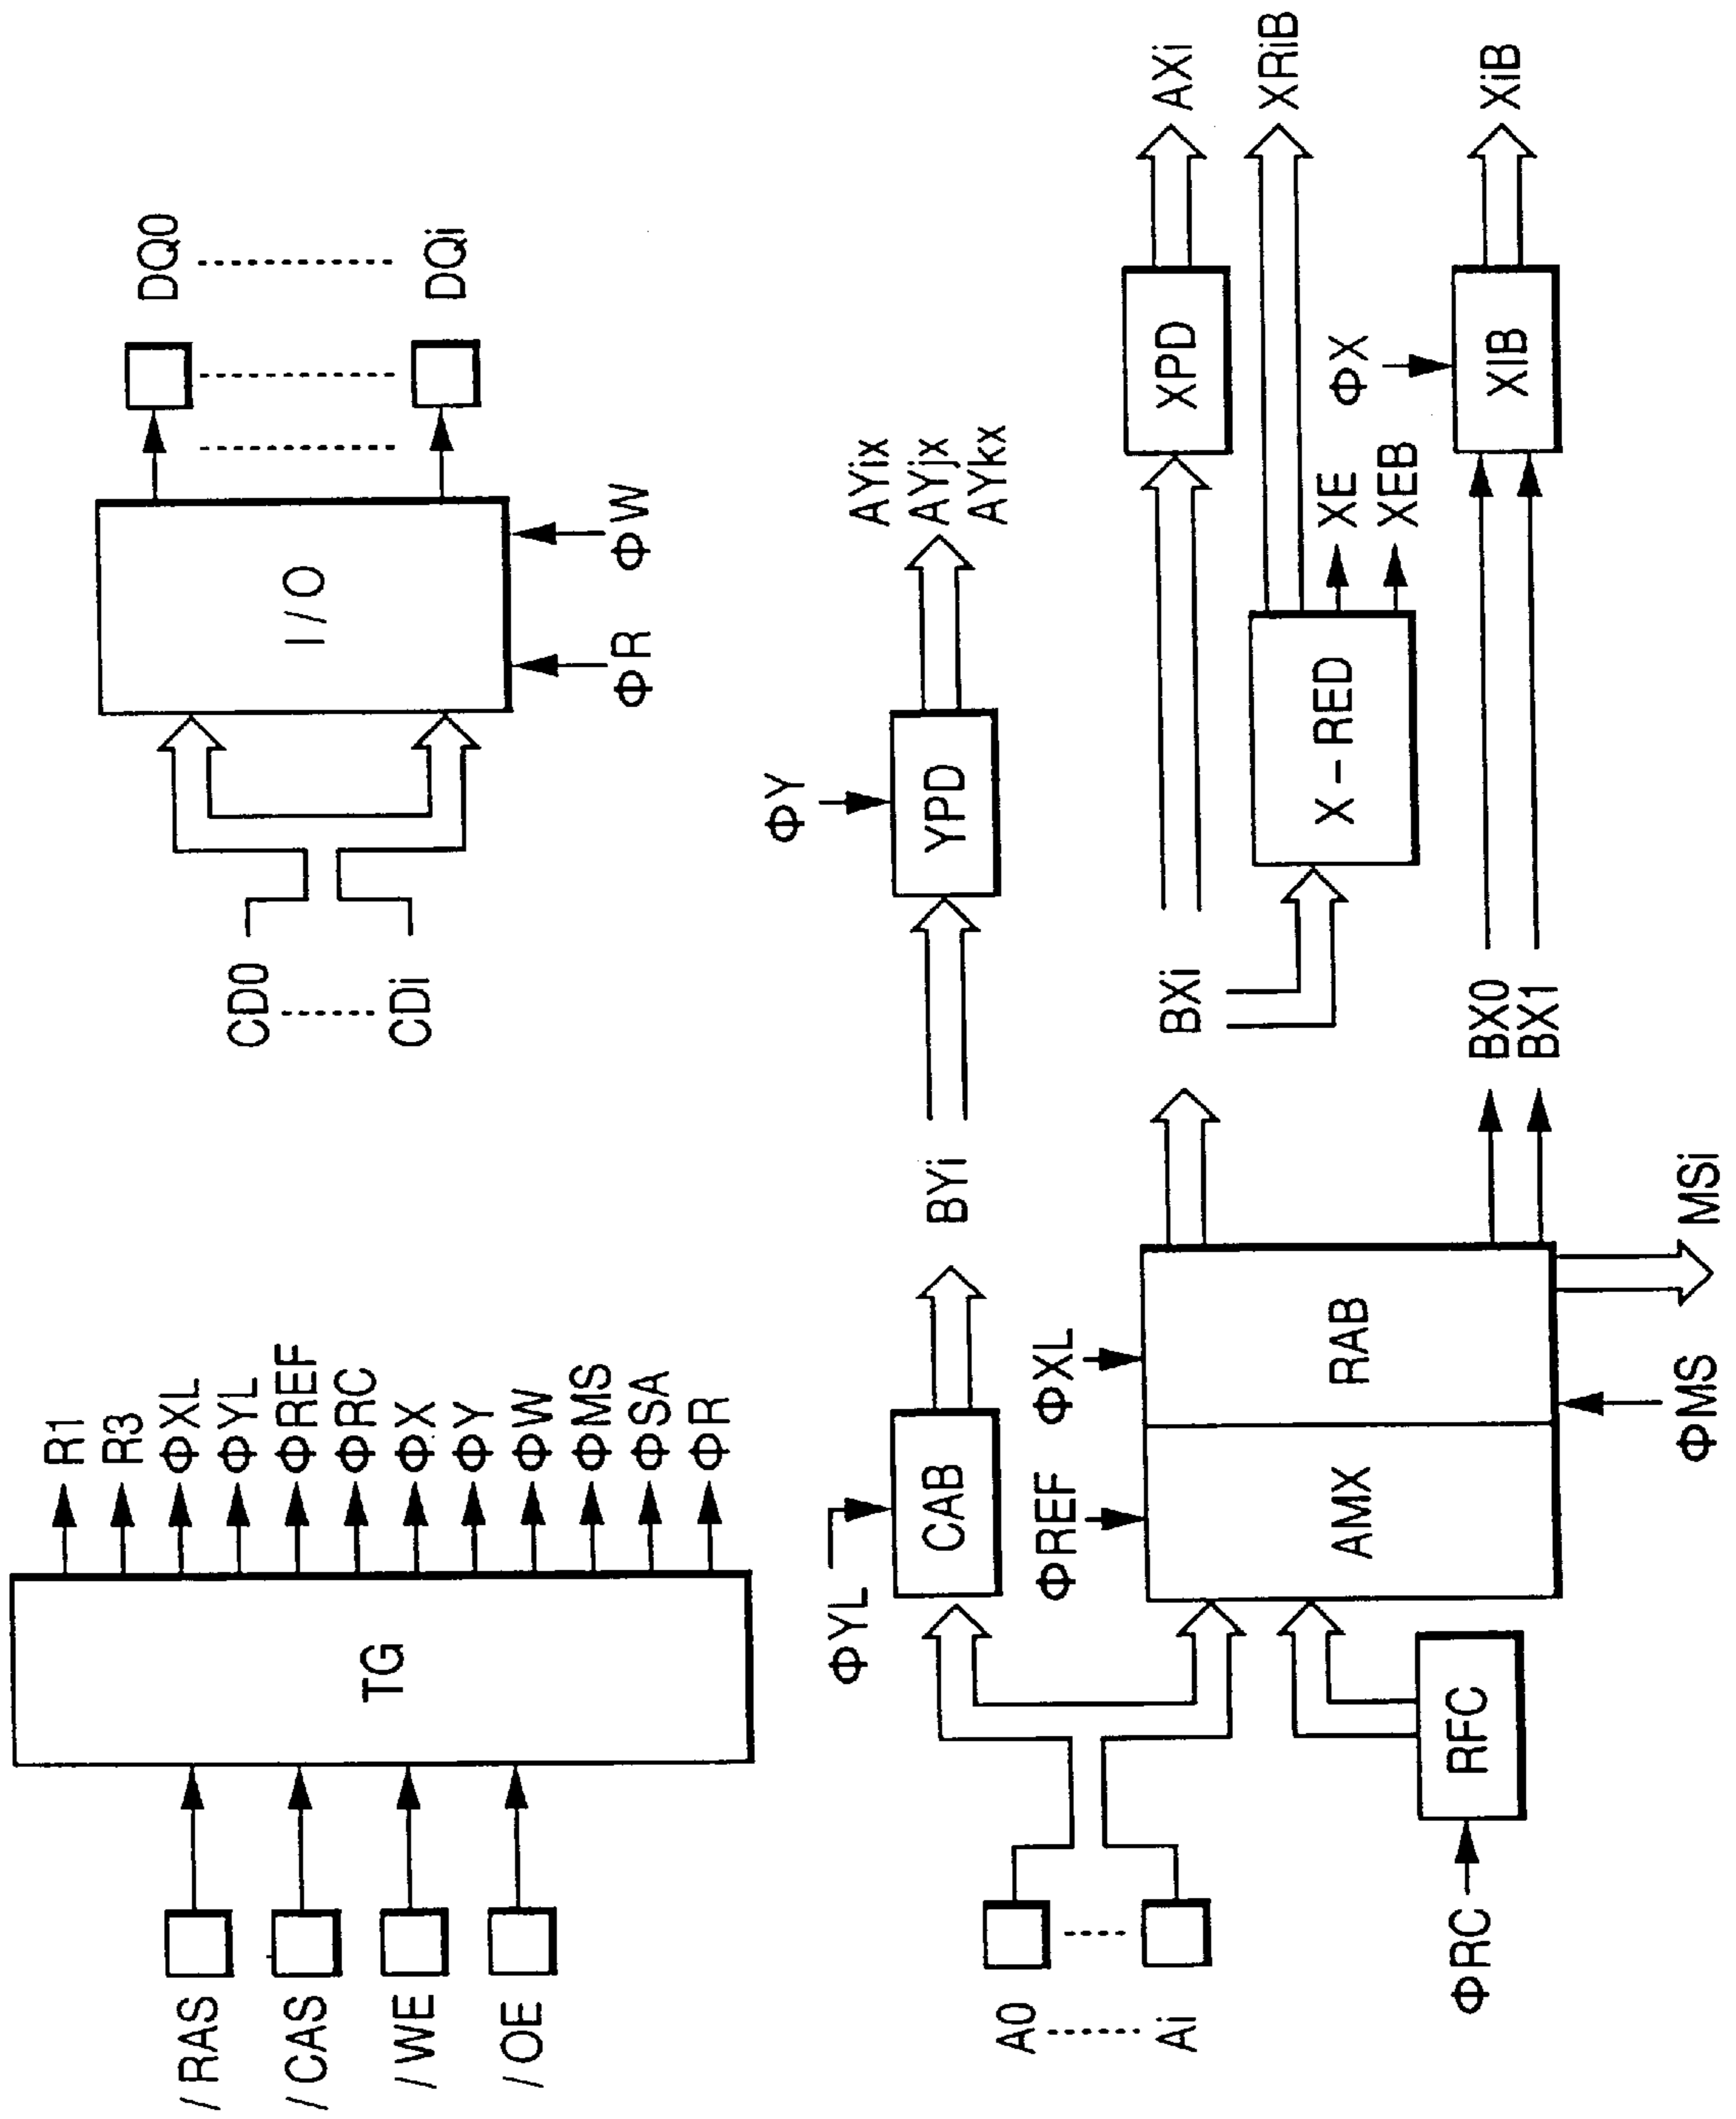 /RAS
/CAS
/WE
/OE
TG
R1
R3
ΦXL
ΦYL
ΦREF
ΦRC
ΦX
ΦY
ΦW
ΦMS
ΦSA
ΦR
CD0
CDi
I/O
ΦR
ΦW
DQ0
DQi
A0
Ai
ΦYL
CAB
BYi
ΦY
YPD
AYix
AYjx
AYkx
ΦRC
RFC
ΦREF
ΦXL
AMX
RAB
ΦMS
MSi
BXi
BX0
BX1
XPD
AXi
X-RED
XRiB
XE
XEB
ΦX
XIB
XiB